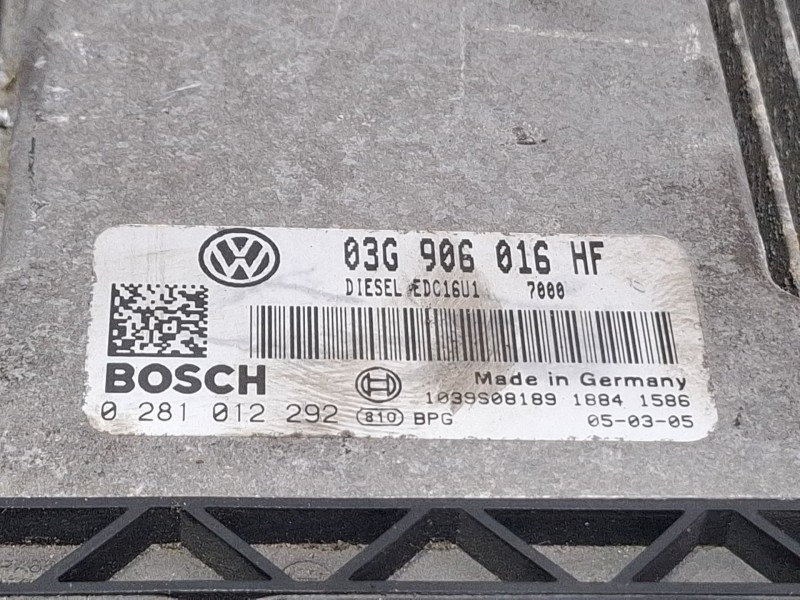 03G 906 016 HF
DIESEL EDC16U1 7000
BOSCH
Made in Germany
1039S08189 1884 1586
0 281 012 292 810 BPG 05-03-05